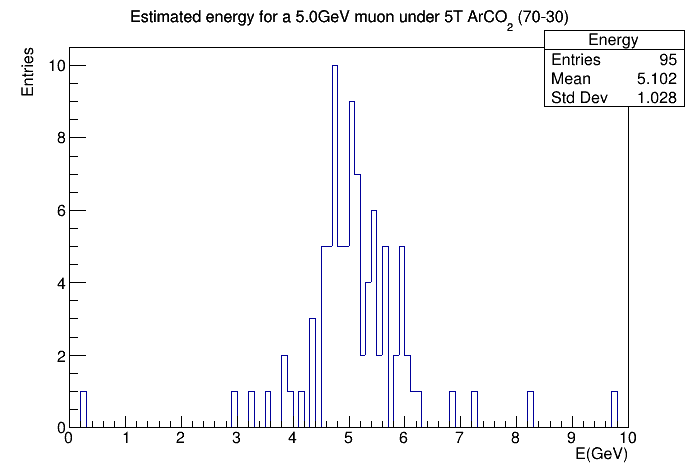 Estimated energy for a 5.0GeV muon under 5T ArCO2 (70-30)
Energy
Entries 95
Mean 5.102
Std Dev 1.028
Entries
10
8
6
4
2
0
0 1 2 3 4 5 6 7 8 9 10
E(GeV)